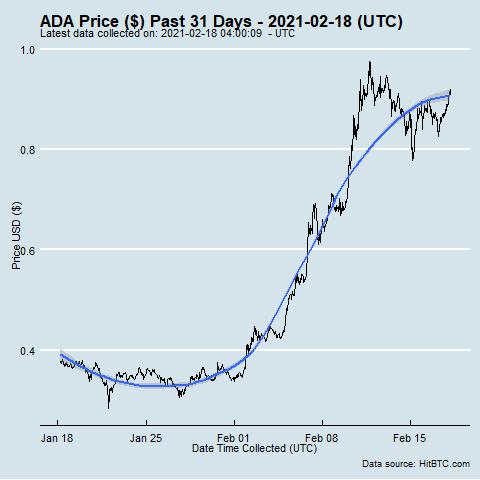 ADA Price ($) Past 31 Days - 2021-02-18 (UTC)
Latest data collected on: 2021-02-18 04:00:09  - UTC
1.0
0.8
0.6
0.4
Price USD ($)
Jan 18
Jan 25
Feb 01
Feb 08
Feb 15
Date Time Collected (UTC)
Data source: HitBTC.com